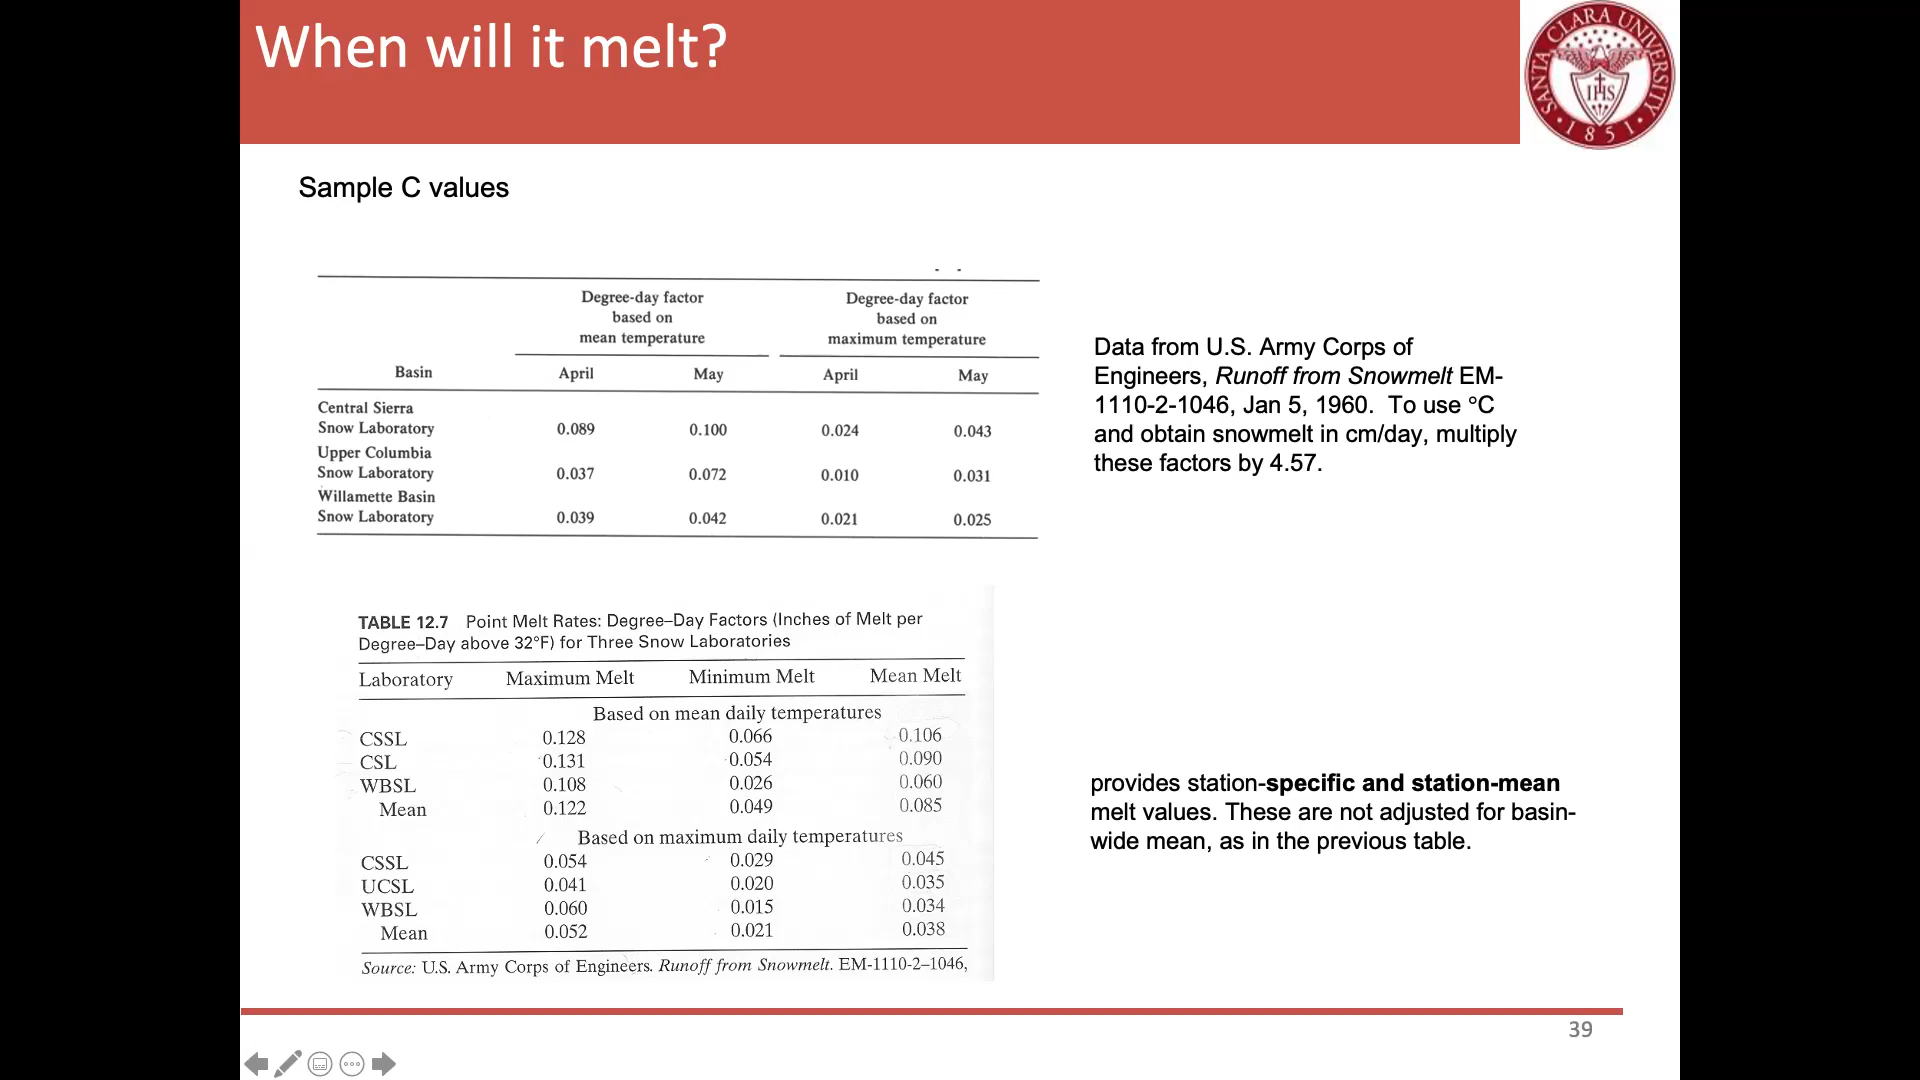 When will it melt?
SANTA CLARA UNIVERSITY
IHS
• 1851 •
Sample C values
Degree-day factor Degree-day factor
based on based on
mean temperature maximum temperature
Basin April May April May
Central Sierra
Snow Laboratory 0.089 0.100 0.024 0.043
Upper Columbia
Snow Laboratory 0.037 0.072 0.010 0.031
Willamette Basin
Snow Laboratory 0.039 0.042 0.021 0.025
Data from U.S. Army Corps of
Engineers, Runoff from Snowmelt EM-
1110-2-1046, Jan 5, 1960. To use °C
and obtain snowmelt in cm/day, multiply
these factors by 4.57.
TABLE 12.7 Point Melt Rates: Degree–Day Factors (Inches of Melt per
Degree–Day above 32°F) for Three Snow Laboratories
Laboratory Maximum Melt Minimum Melt Mean Melt
Based on mean daily temperatures
CSSL 0.128 0.066 0.106
CSL 0.131 0.054 0.090
WBSL 0.108 0.026 0.060
Mean 0.122 0.049 0.085
Based on maximum daily temperatures
CSSL 0.054 0.029 0.045
UCSL 0.041 0.020 0.035
WBSL 0.060 0.015 0.034
Mean 0.052 0.021 0.038
Source: U.S. Army Corps of Engineers. Runoff from Snowmelt. EM-1110-2–1046,
provides station-specific and station-mean
melt values. These are not adjusted for basin-
wide mean, as in the previous table.
39